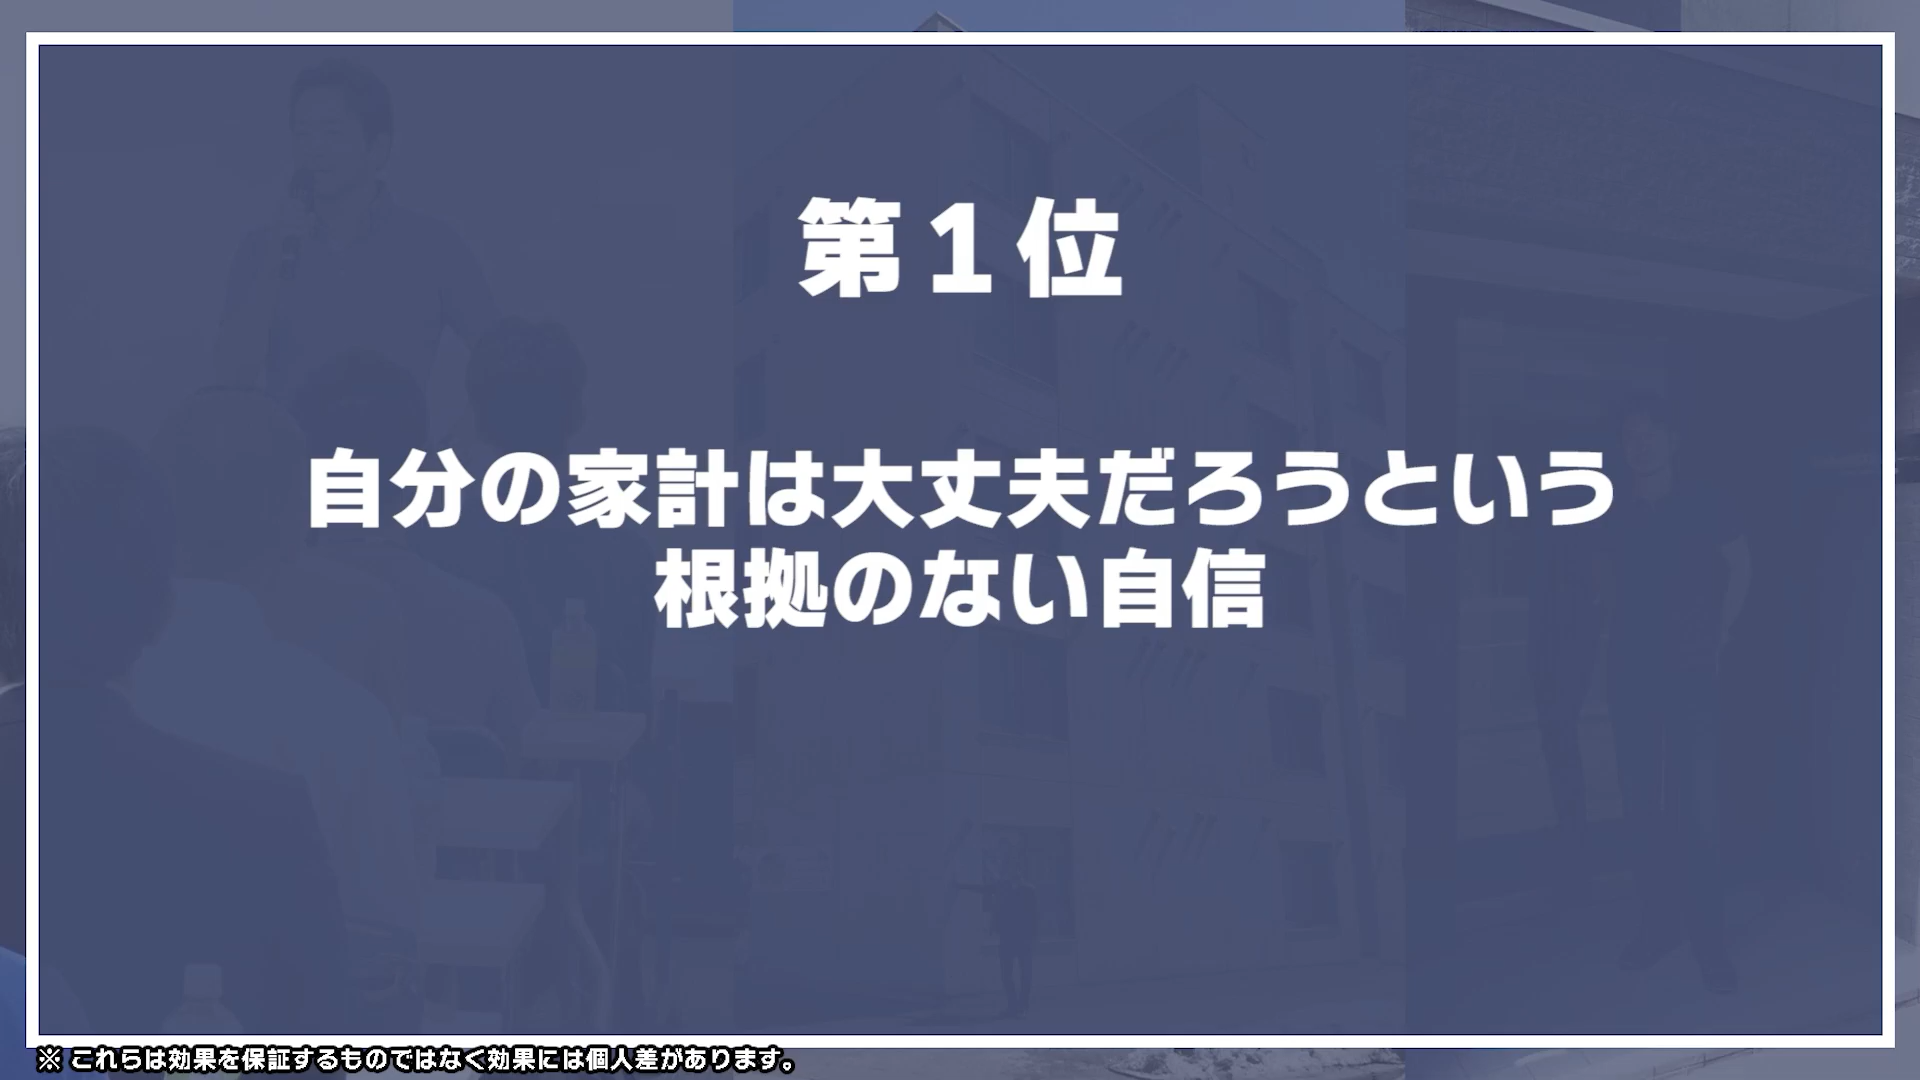 第1位
自分の家計は大丈夫だろうという
根拠のない自信
※ これらは効果を保証するものではなく効果には個人差があります。